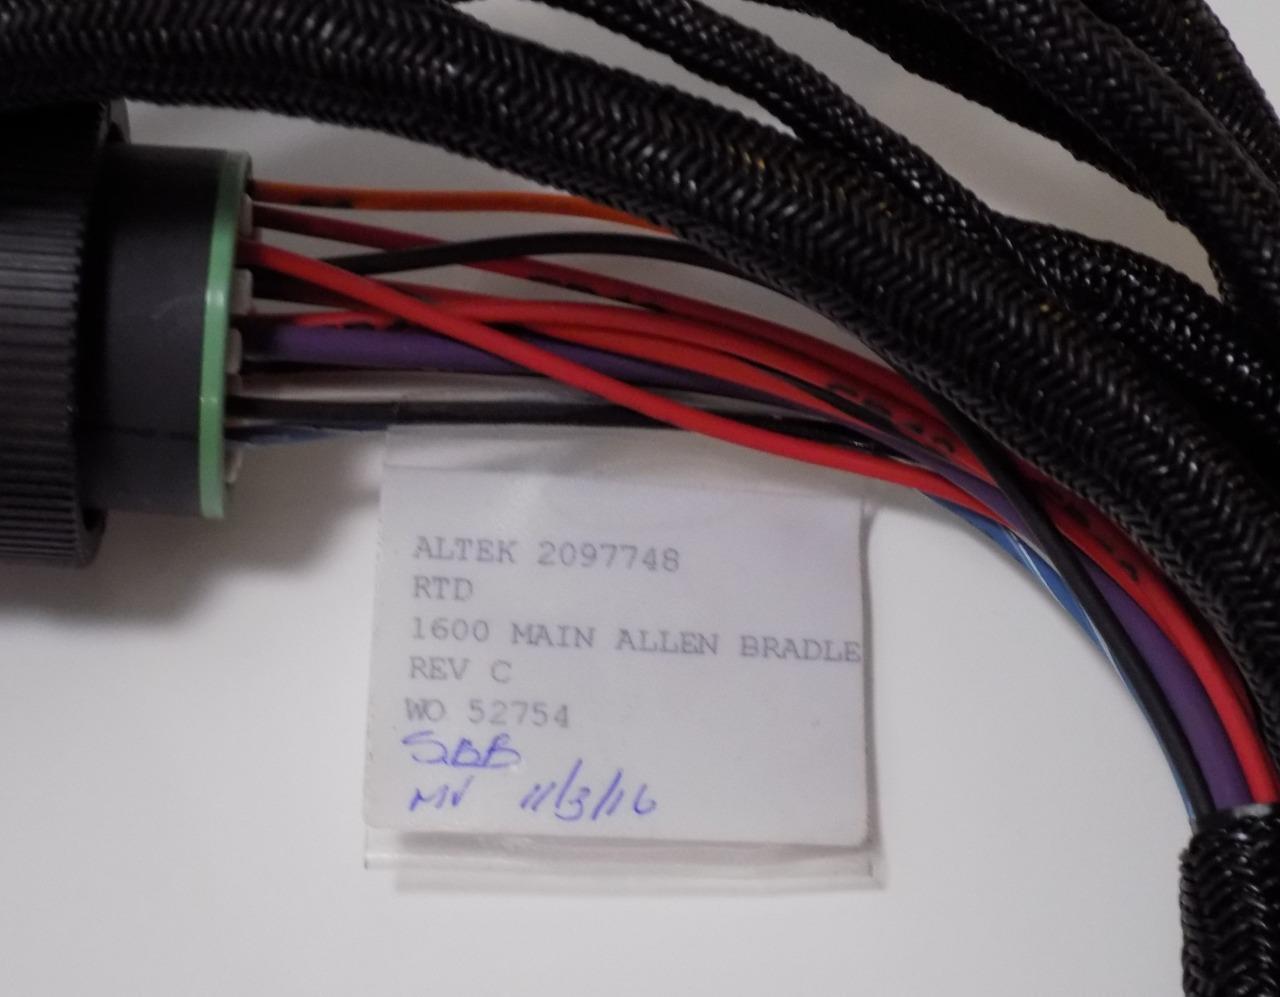 ALTEK 2097748
RTD
1600 MAIN ALLEN BRADLE
REV C
WO 52754
SBB
MV 11/3/16